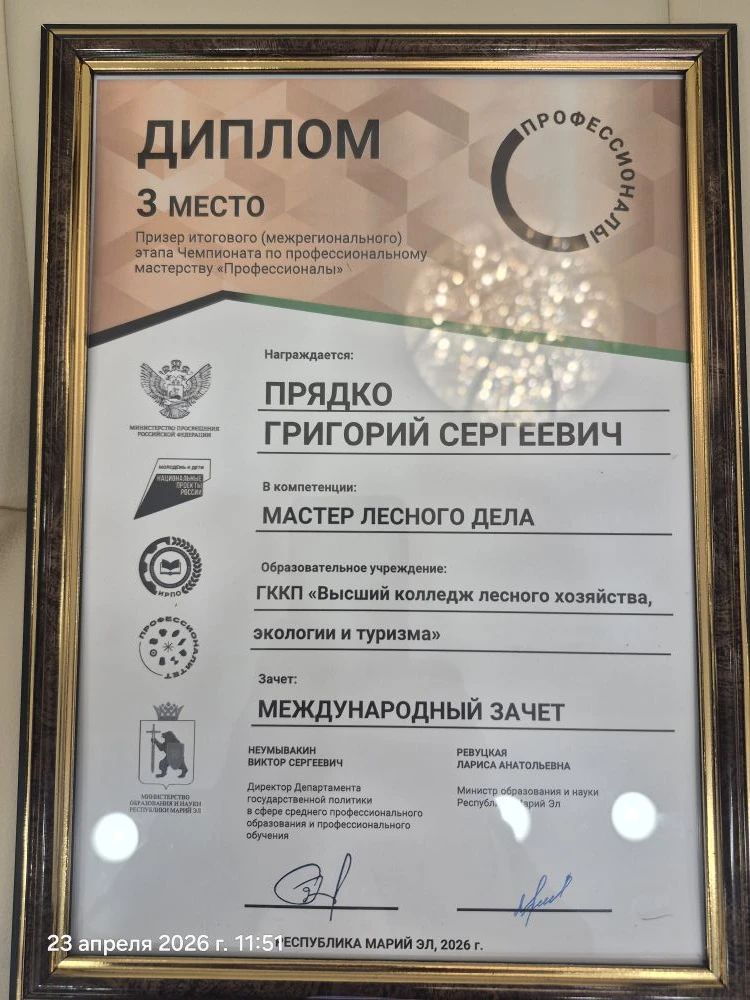 ДИПЛОМ
3 МЕСТО
Призер итогового (межрегионального)
этапа Чемпионата по профессиональному
мастерству «Профессионалы»
ПРОФЕССИОНАЛЫ
Награждается:
ПРЯДКО
ГРИГОРИЙ СЕРГЕЕВИЧ
МИНИСТЕРСТВО ПРОСВЕЩЕНИЯ
РОССИЙСКОЙ ФЕДЕРАЦИИ
МОЛОДЁЖЬ И ДЕТИ
НАЦИОНАЛЬНЫЕ
ПРОЕКТЫ
РОССИИ
В компетенции:
МАСТЕР ЛЕСНОГО ДЕЛА
ИРПО
Образовательное учреждение:
ГККП «Высший колледж лесного хозяйства,
экологии и туризма»
ПРОФЕССИОНАЛИТЕТ
Зачет:
МЕЖДУНАРОДНЫЙ ЗАЧЕТ
МИНИСТЕРСТВО
ОБРАЗОВАНИЯ И НАУКИ
РЕСПУБЛИКИ МАРИЙ ЭЛ
НЕУМЫВАКИН
ВИКТОР СЕРГЕЕВИЧ
Директор Департамента
государственной политики
в сфере среднего профессионального
образования и профессионального
обучения
РЕВУЦКАЯ
ЛАРИСА АНАТОЛЬЕВНА
Министр образования и науки
Республики Марий Эл
23 апреля 2026 г. 11:51
РЕСПУБЛИКА МАРИЙ ЭЛ, 2026 г.